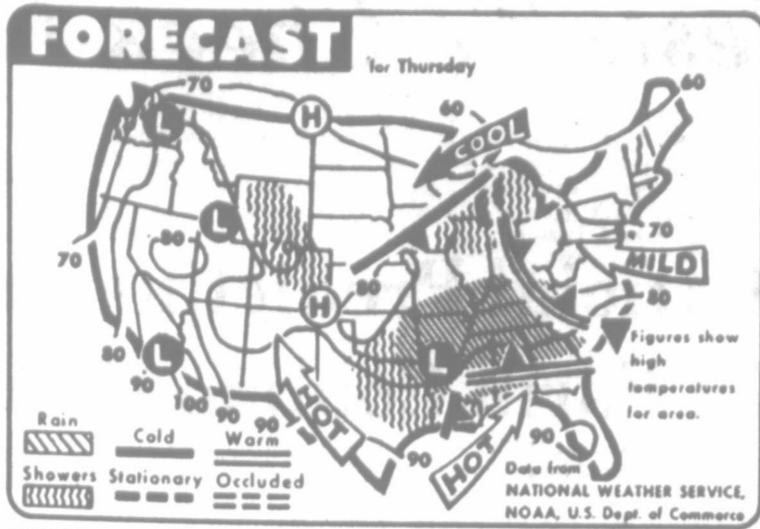 FORECAST
for Thursday
70
60
60
L
H
COOL
L
80
70
70
70
MILD
H
80
80
L
L
80
90
100
90
90
HOT
90
HOT
90
Figures show
high
temperatures
for area.
Rain
Cold
Warm
Showers
Stationary
Occluded
Data from
NATIONAL WEATHER SERVICE,
NOAA, U.S. Dept. of Commerce